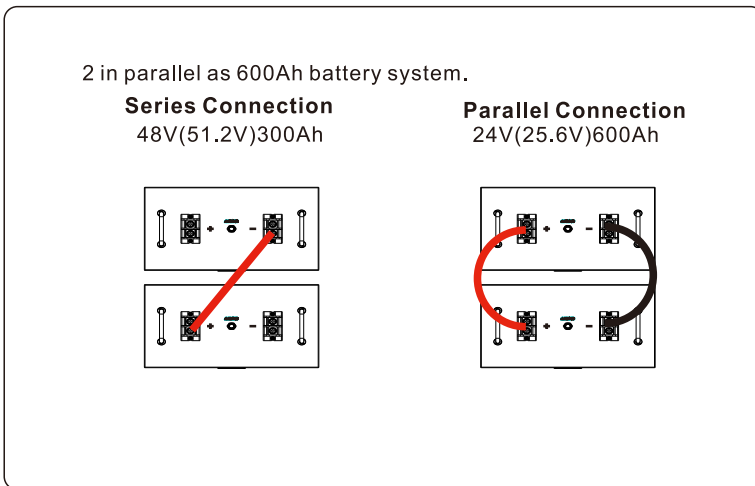 2 in parallel as 600Ah battery system.
Series Connection
48V(51.2V)300Ah
Parallel Connection
24V(25.6V)600Ah
+ -
+ -
+ -
+ -